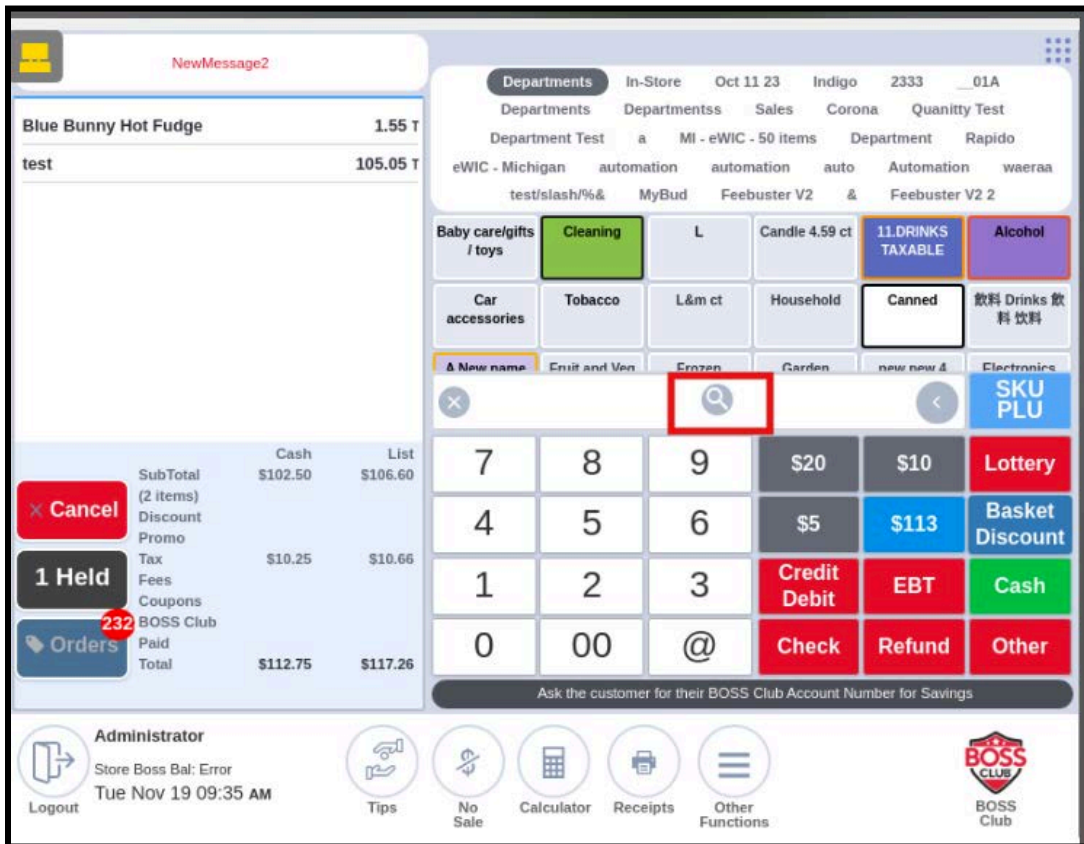 NewMessage2
Blue Bunny Hot Fudge 1.55 T
test 105.05 T
Cash List
SubTotal $102.50 $106.60
(2 items)
Discount
Promo
Tax $10.25 $10.66
Fees
Coupons
BOSS Club
Paid
Total $112.75 $117.26
× Cancel
1 Held
232
Orders
Departments In-Store Oct 11 23 Indigo 2333 __01A
Departments Departmentss Sales Corona Quanitty Test
Department Test a MI - eWIC - 50 items Department Rapido
eWIC - Michigan automation automation auto Automation waeraa
test/slash/%& MyBud Feebuster V2 & Feebuster V2 2
Baby care/gifts / toys
Cleaning
L
Candle 4.59 ct
11.DRINKS TAXABLE
Alcohol
Car accessories
Tobacco
L&m ct
Household
Canned
飲料 Drinks 飲料 饮料
A New name
Fruit and Veg
Frozen
Garden
new new 4
Electronics
SKU PLU
7 8 9 $20 $10 Lottery
4 5 6 $5 $113 Basket Discount
1 2 3 Credit Debit EBT Cash
0 00 @ Check Refund Other
Ask the customer for their BOSS Club Account Number for Savings
Administrator
Store Boss Bal: Error
Tue Nov 19 09:35 AM
Logout
Tips
No Sale
Calculator
Receipts
Other Functions
BOSS CLUB
BOSS Club